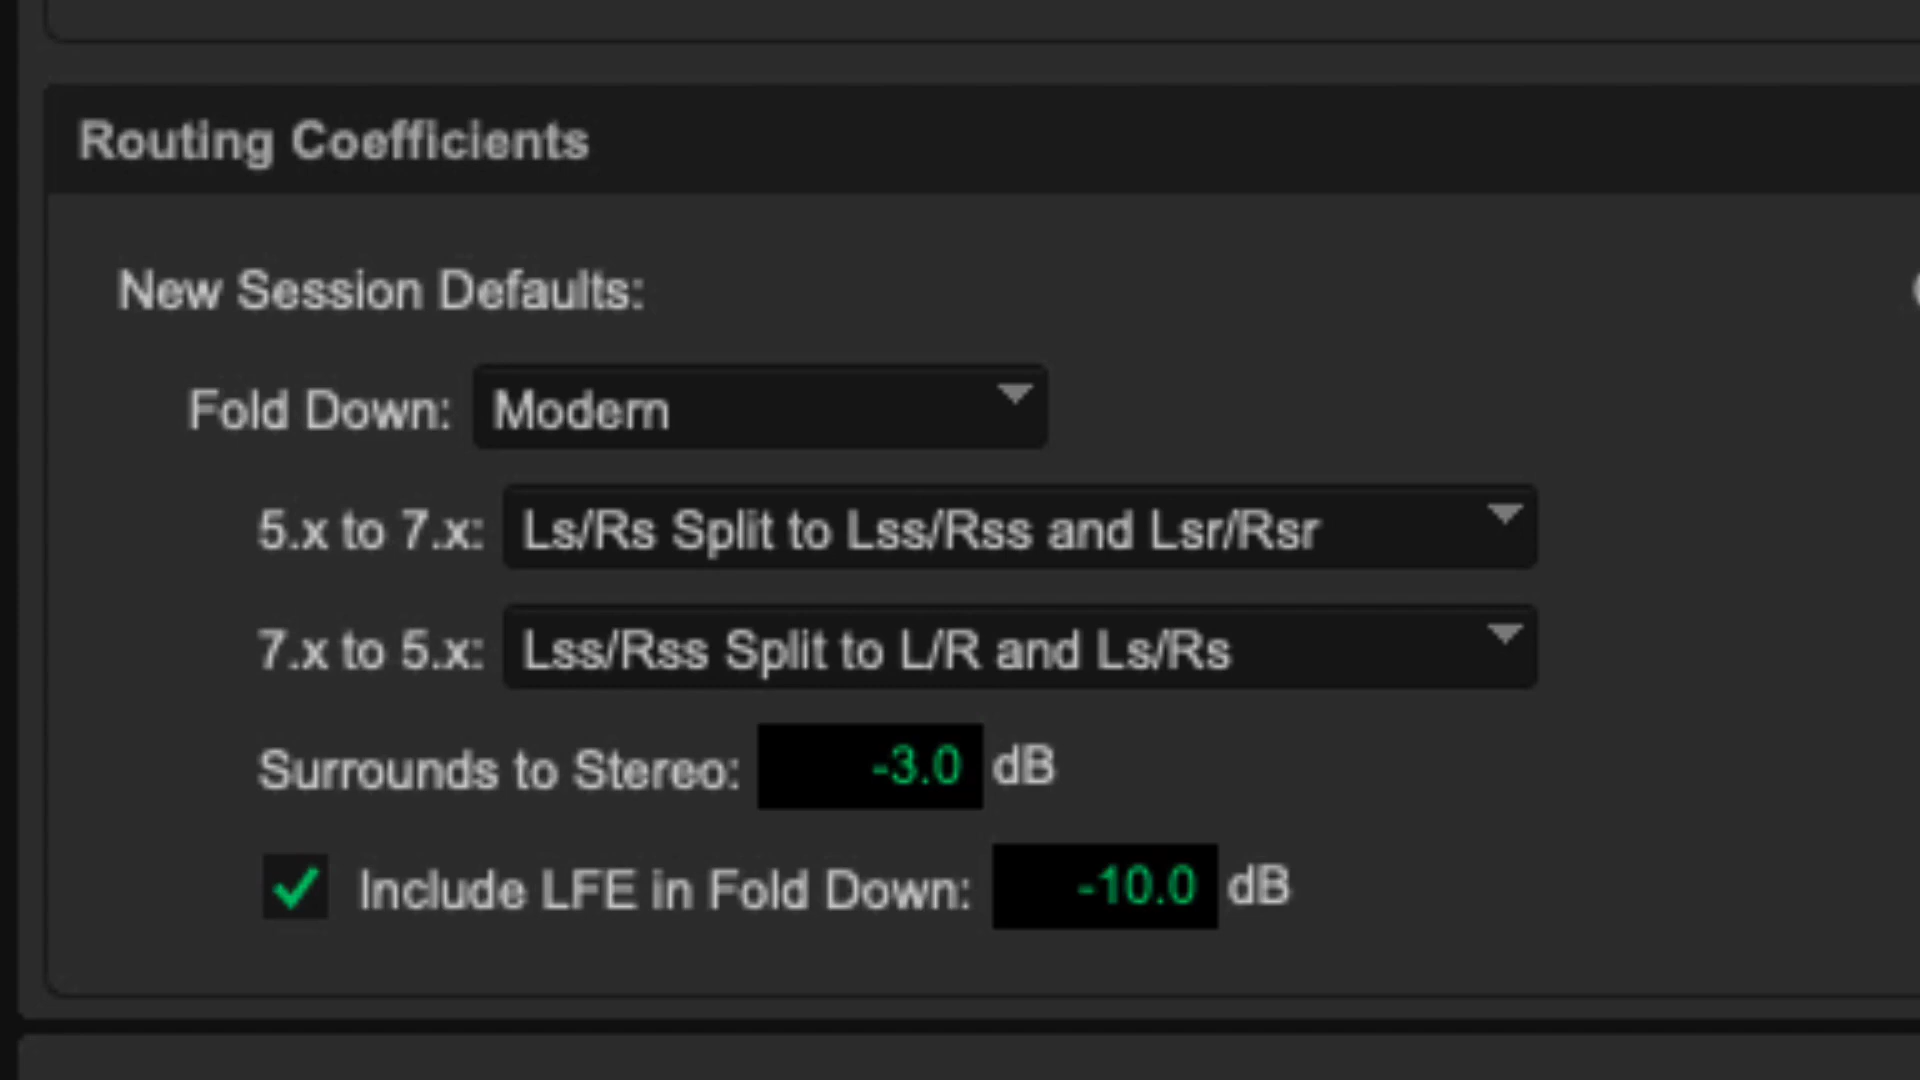 Routing Coefficients
New Session Defaults:
Fold Down: Modern
5.x to 7.x: Ls/Rs Split to Lss/Rss and Lsr/Rsr
7.x to 5.x: Lss/Rss Split to L/R and Ls/Rs
Surrounds to Stereo: -3.0 dB
Include LFE in Fold Down: -10.0 dB